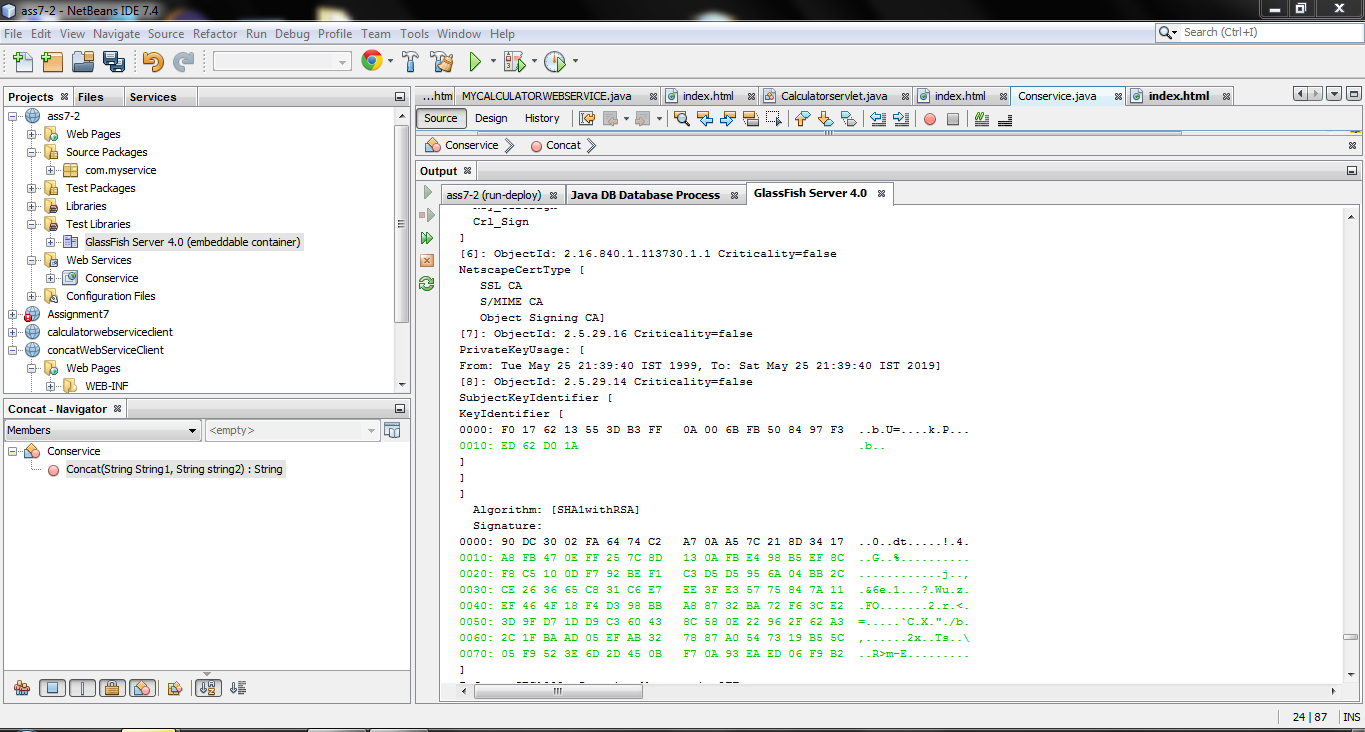 ass7-2 - NetBeans IDE 7.4
File Edit View Navigate Source Refactor Run Debug Profile Team Tools Window Help
Search (Ctrl+I)
Projects Files Services
ass7-2
Web Pages
Source Packages
com.myservice
Test Packages
Libraries
Test Libraries
GlassFish Server 4.0 (embeddable container)
Web Services
Conservice
Configuration Files
Assignment7
calculatorwebserviceclient
concatWebServiceClient
Web Pages
WEB-INF
Concat - Navigator
Members <empty>
Conservice
Concat(String String1, String string2) : String
...htm MYCALCULATORWEBSERVICE.java index.html Calculatorservlet.java index.html Conservice.java index.html
Source Design History
Conservice Concat
Output
ass7-2 (run-deploy) Java DB Database Process GlassFish Server 4.0
Crl_Sign
]
[6]: ObjectId: 2.16.840.1.113730.1.1 Criticality=false
NetscapeCertType [
SSL CA
S/MIME CA
Object Signing CA]
[7]: ObjectId: 2.5.29.16 Criticality=false
PrivateKeyUsage: [
From: Tue May 25 21:39:40 IST 1999, To: Sat May 25 21:39:40 IST 2019]
[8]: ObjectId: 2.5.29.14 Criticality=false
SubjectKeyIdentifier [
KeyIdentifier [
0000: F0 17 62 13 55 3D B3 FF 0A 00 6B FB 50 84 97 F3 ..b.U=....k.P...
0010: ED 62 D0 1A .b..
]
]
]
Algorithm: [SHA1withRSA]
Signature:
0000: 90 DC 30 02 FA 64 74 C2 A7 0A A5 7C 21 8D 34 17 ..0..dt.....!.4.
0010: A8 FB 47 0E FF 25 7C 8D 13 0A FB E4 98 B5 EF 8C ..G..%..........
0020: F8 C5 10 0D F7 92 BE F1 C3 D5 D5 95 6A 04 BB 2C ............j..,
0030: CE 26 36 65 C8 31 C6 E7 EE 3F E3 57 75 84 7A 11 .&6e.1...?.Wu.z.
0040: EF 46 4F 18 F4 D3 98 BB A8 87 32 BA 72 F6 3C E2 .FO.......2.r.<.
0050: 3D 9F D7 1D D9 C3 60 43 8C 58 0E 22 96 2F 62 A3 =.....`C.X."./b.
0060: 2C 1F BA AD 05 EF AB 32 78 87 A0 54 73 19 B5 5C ,......2x..Ts..\
0070: 05 F9 52 3E 6D 2D 45 0B F7 0A 93 EA ED 06 F9 B2 ..R>m-E.........
]
24 | 87 INS